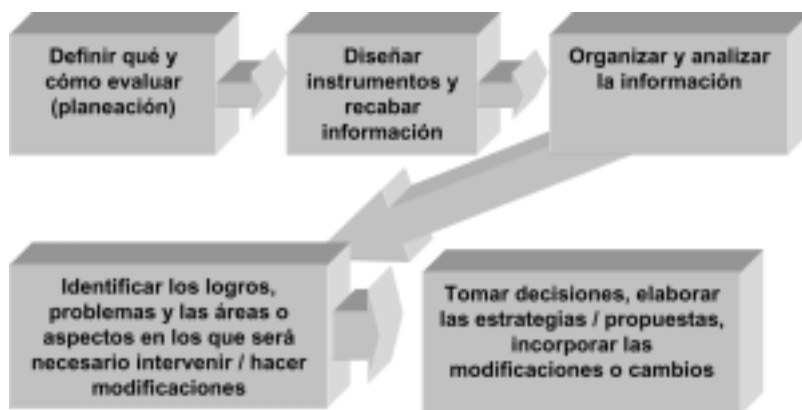 Definir qué y
cómo evaluar
(planeación)
Diseñar
instrumentos y
recabar
información
Organizar y analizar
la información
Identificar los logros,
problemas y las áreas o
aspectos en los que será
necesario intervenir / hacer
modificaciones
Tomar decisiones, elaborar
las estrategias / propuestas,
incorporar las
modificaciones o cambios